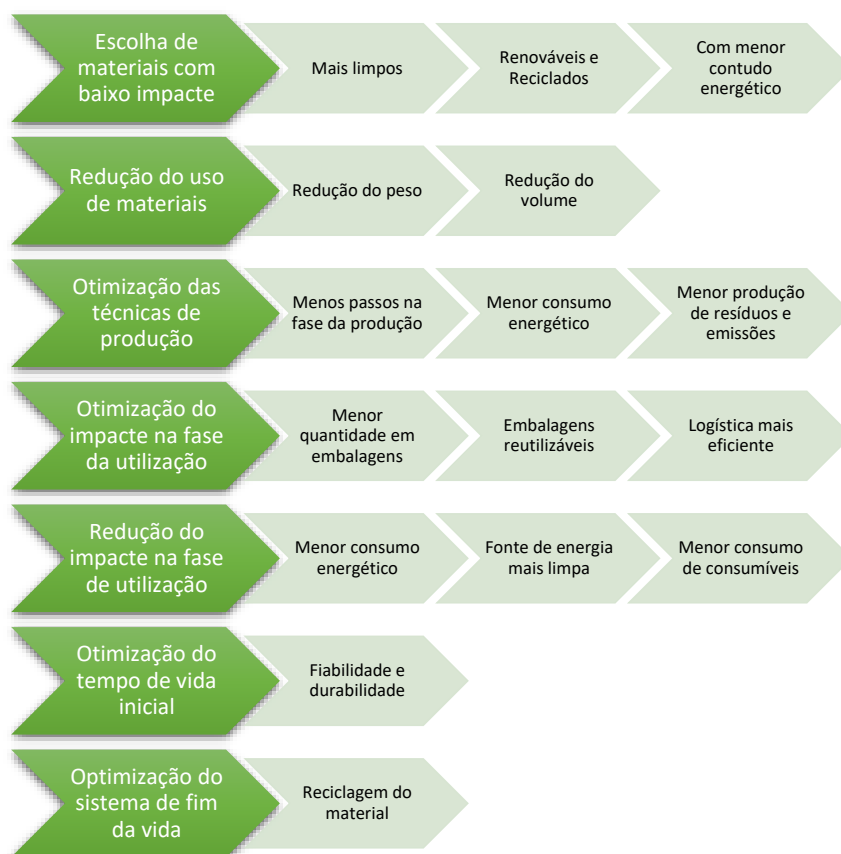 Escolha de
materiais com
baixo impacte
Mais limpos
Renováveis e
Reciclados
Com menor
contudo
energético
Redução do uso
de materiais
Redução do peso
Redução do
volume
Otimização das
técnicas de
produção
Menos passos na
fase da produção
Menor consumo
energético
Menor produção
de resíduos e
emissões
Otimização do
impacte na fase
da utilização
Menor
quantidade em
embalagens
Embalagens
reutilizáveis
Logística mais
eficiente
Redução do
impacte na fase
de utilização
Menor consumo
energético
Fonte de energia
mais limpa
Menor consumo
de consumíveis
Otimização do
tempo de vida
inicial
Fiabilidade e
durabilidade
Optimização do
sistema de fim
da vida
Reciclagem do
material